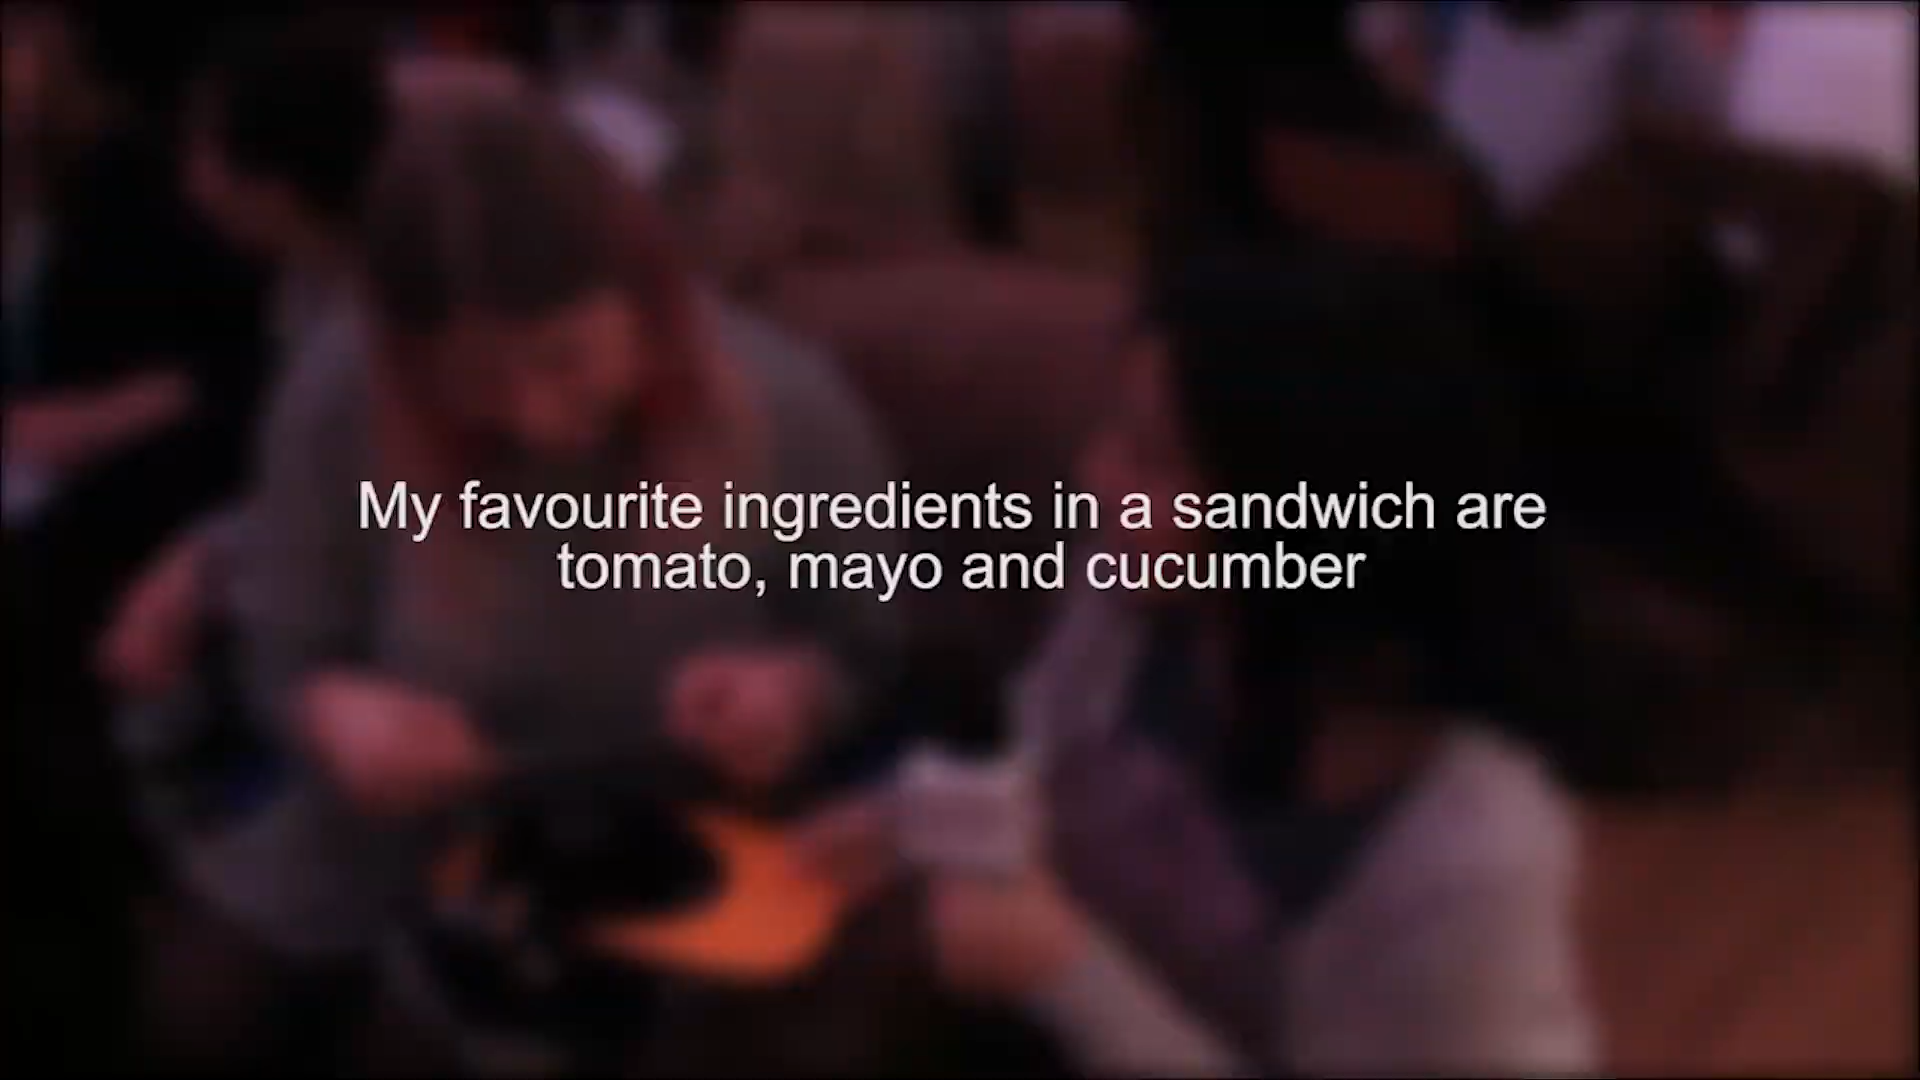 My favourite ingredients in a sandwich are
tomato, mayo and cucumber